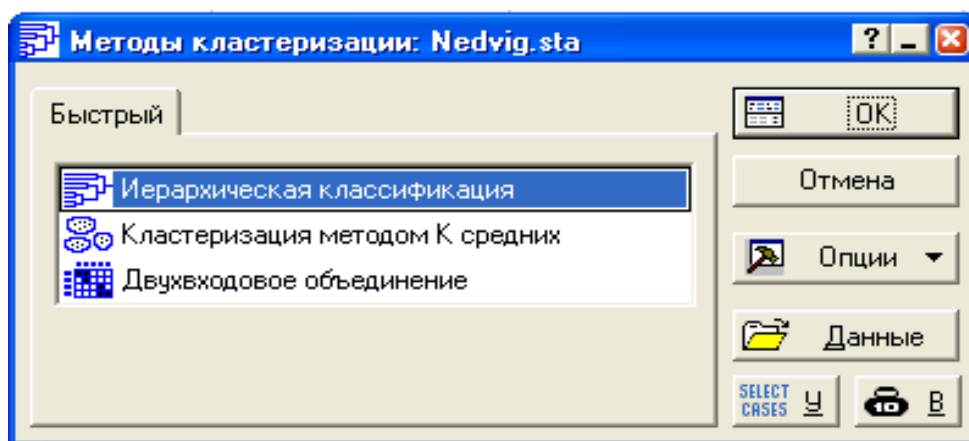 Методы кластеризации: Nedvig.sta
Быстрый
Иерархическая классификация
Кластеризация методом К средних
Двухвходовое объединение
OK
Отмена
Опции
Данные
SELECT
CASES
У
В